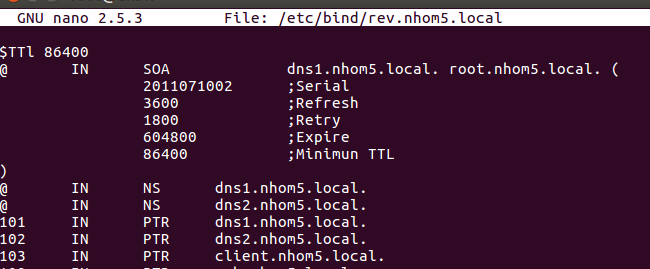 GNU nano 2.5.3 File: /etc/bind/rev.nhom5.local
$TTl 86400
@ IN SOA dns1.nhom5.local. root.nhom5.local. (
2011071002 ;Serial
3600 ;Refresh
1800 ;Retry
604800 ;Expire
86400 ;Minimun TTL
)
@ IN NS dns1.nhom5.local.
@ IN NS dns2.nhom5.local.
101 IN PTR dns1.nhom5.local.
102 IN PTR dns2.nhom5.local.
103 IN PTR client.nhom5.local.